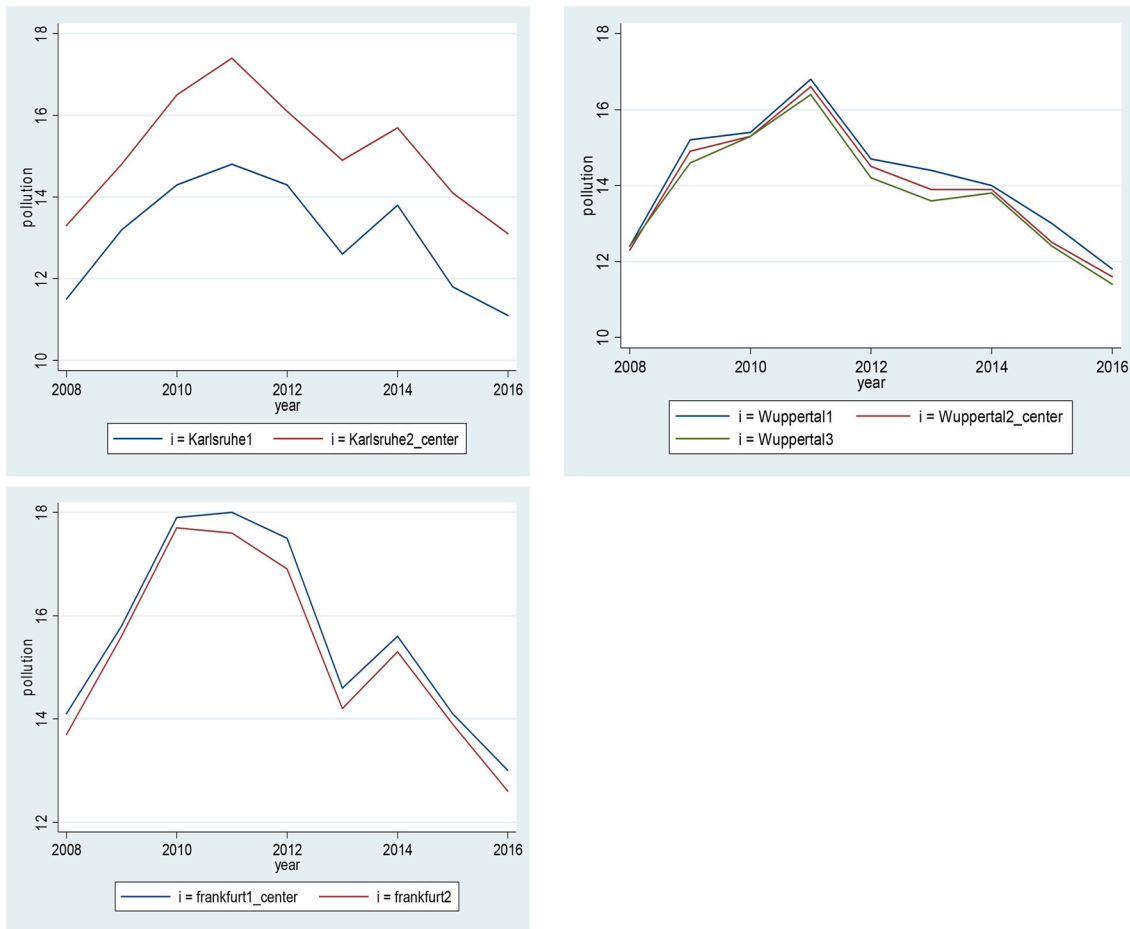 18
16
14
12
10
pollution
2008 2010 2012 2014 2016
year
i = Karlsruhe1 i = Karlsruhe2_center
18
16
14
12
10
pollution
2008 2010 2012 2014 2016
year
i = Wuppertal1 i = Wuppertal2_center
i = Wuppertal3
18
16
14
12
pollution
2008 2010 2012 2014 2016
year
i = frankfurt1_center i = frankfurt2